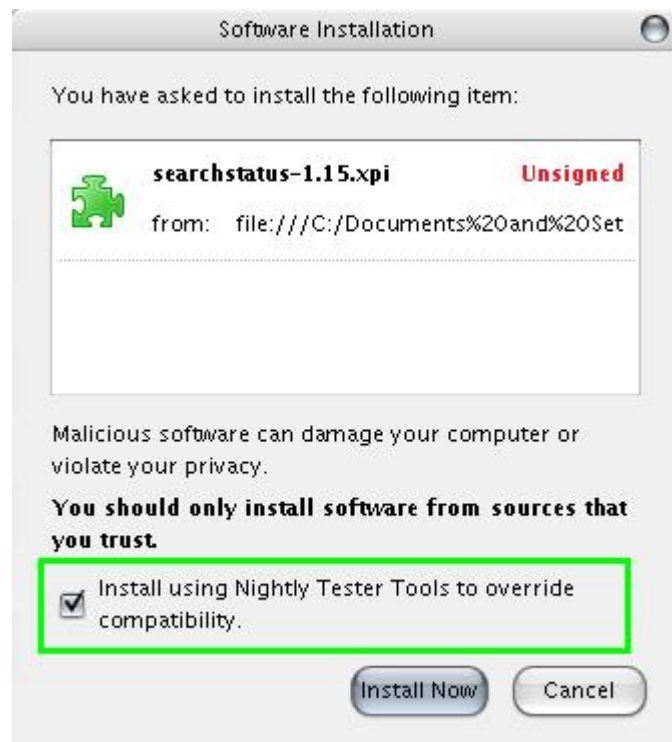 Software Installation
You have asked to install the following item:
searchstatus-1.15.xpi Unsigned
from: file:///C:/Documents%20and%20Set
Malicious software can damage your computer or
violate your privacy.
You should only install software from sources that
you trust.
Install using Nightly Tester Tools to override
compatibility.
Install Now Cancel